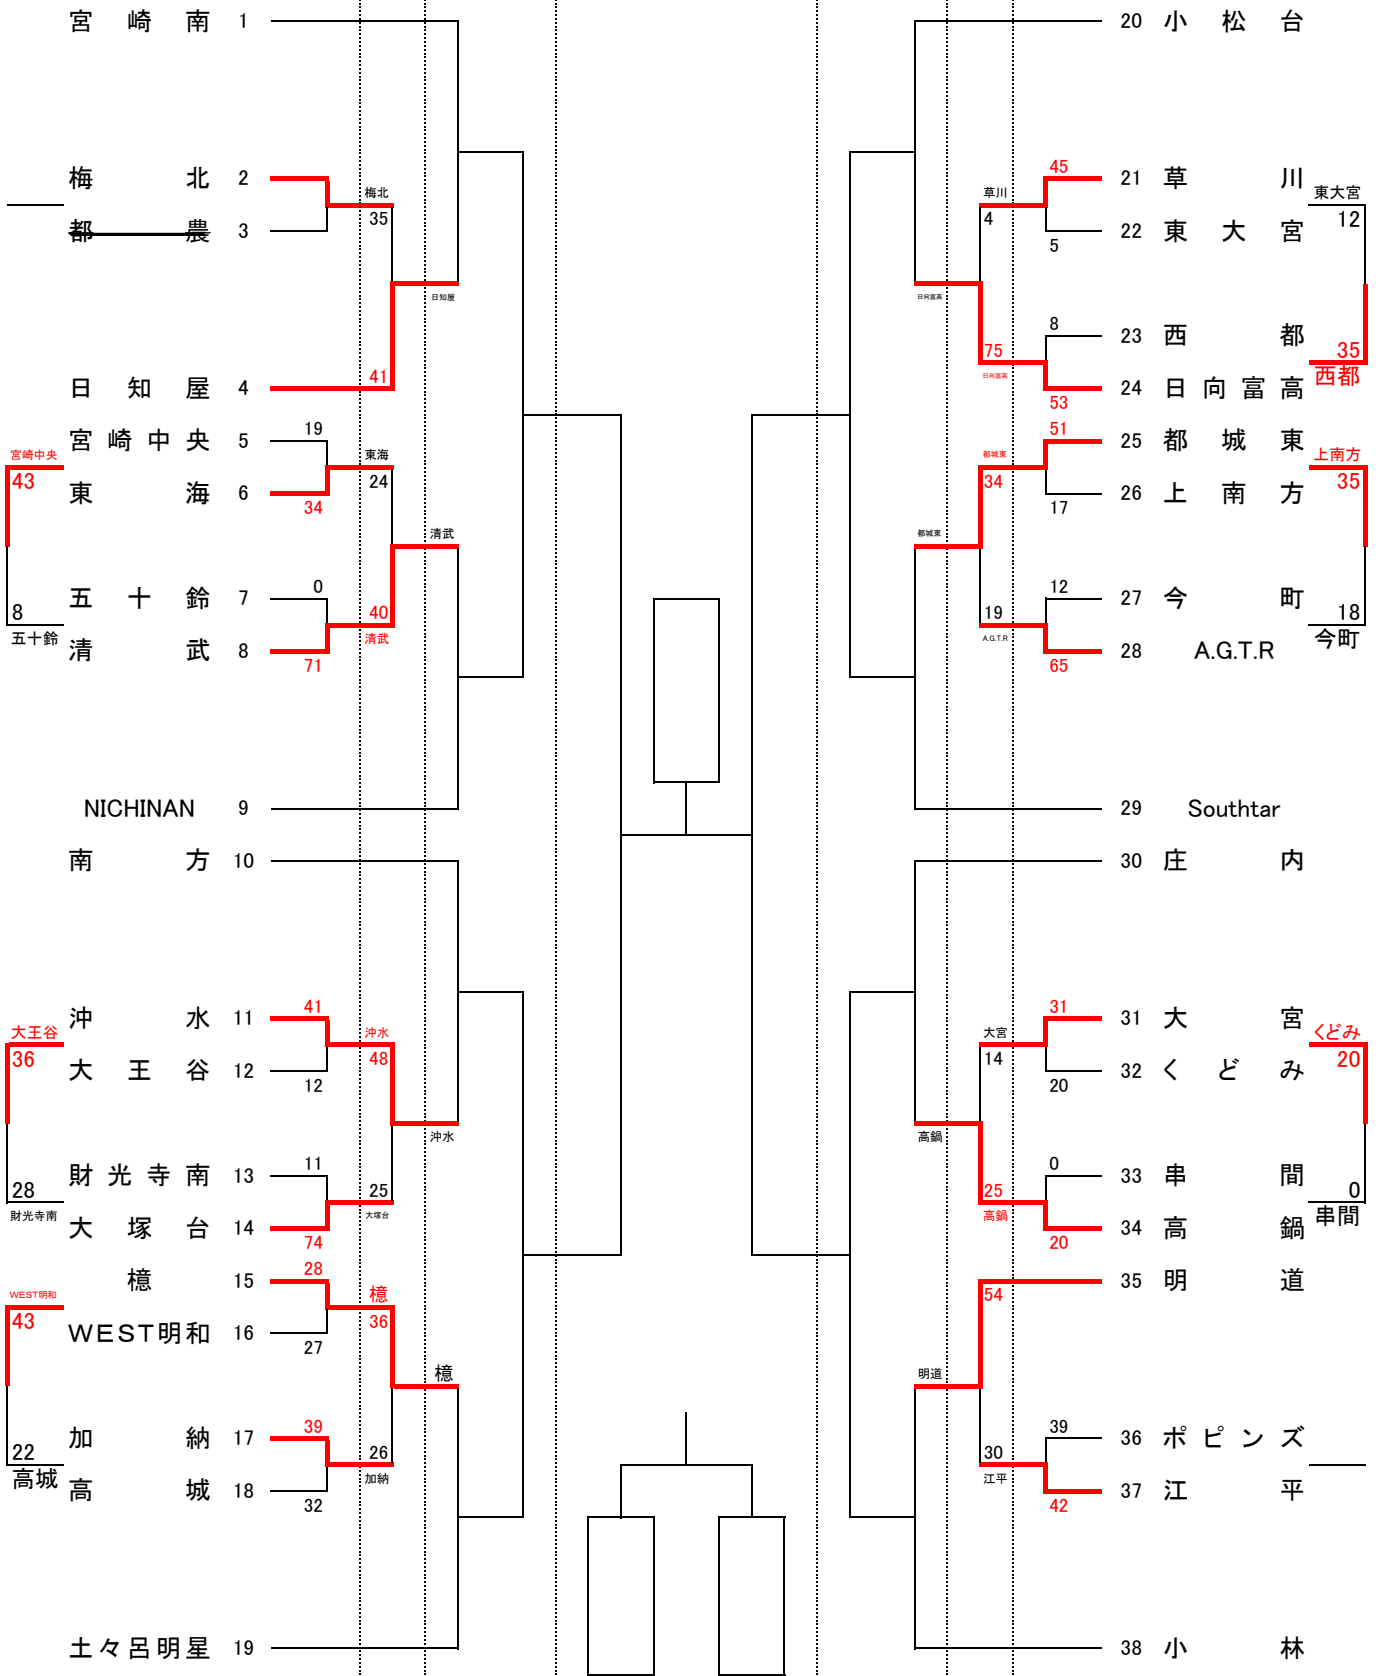 宮崎南 1
梅北 2
都農 3
梅北
35
日知屋
日知屋 4
41
宮崎中央 5
19
東海 6
34
東海
24
宮崎中央
43
8
五十鈴
清武
五十鈴 7
0
清武 8
71
40
清武
NICHINAN 9
南方 10
沖水 11
41
大王谷 12
12
沖水
48
大王谷
36
28
財光寺南
沖水
財光寺南 13
11
大塚台 14
74
25
大塚台
檍 15
28
WEST明和 16
27
檍
36
WEST明和
43
22
高城
檍
加納 17
39
高城 18
32
26
加納
土々呂明星 19
20 小松台
45
21 草川
22 東大宮
5
草川
4
東大宮
12
35
西都
日向富高
8
23 西都
24 日向富高
53
75
日向富高
51
25 都城東
26 上南方
17
都城東
34
上南方
35
18
今町
都城東
12
27 今町
28 A.G.T.R
65
19
A.G.T.R
29 Southtar
30 庄内
31
31 大宮
32 くどみ
20
大宮
14
くどみ
20
0
串間
高鍋
0
33 串間
34 高鍋
20
25
高鍋
35 明道
54
明道
39
36 ポピンズ
37 江平
42
30
江平
38 小林